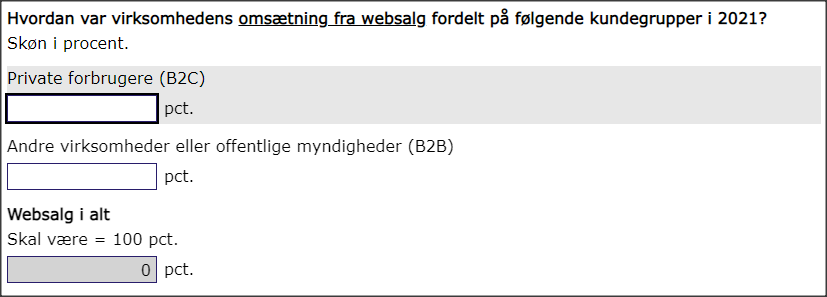 Hvordan var virksomhedens omsætning fra websalg fordelt på følgende kundegrupper i 2021?
Skøn i procent.
Private forbrugere (B2C)
pct.
Andre virksomheder eller offentlige myndigheder (B2B)
pct.
Websalg i alt
Skal være = 100 pct.
0 pct.